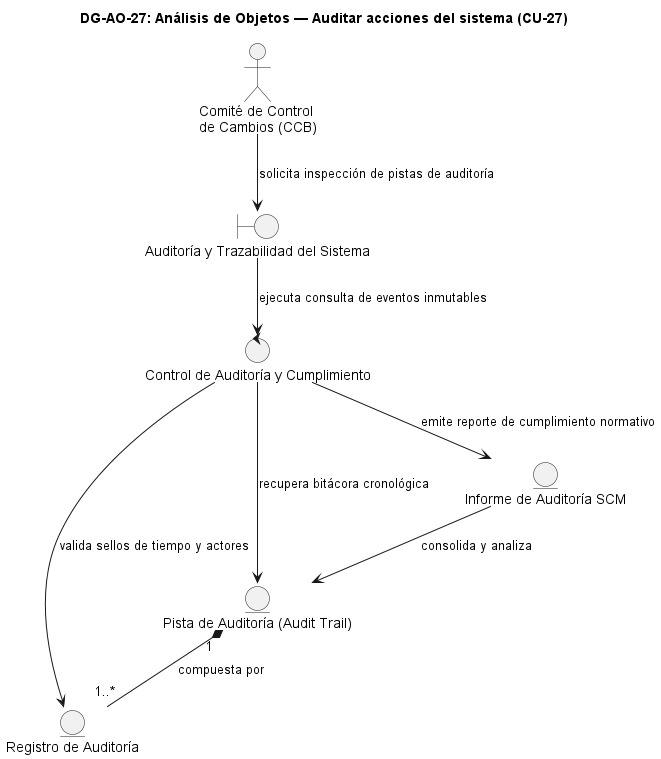 DG-AO-27: Análisis de Objetos — Auditar acciones del sistema (CU-27)
Comité de Control
de Cambios (CCB)
solicita inspección de pistas de auditoría
Auditoría y Trazabilidad del Sistema
ejecuta consulta de eventos inmutables
Control de Auditoría y Cumplimiento
emite reporte de cumplimiento normativo
recupera bitácora cronológica
Informe de Auditoría SCM
valida sellos de tiempo y actores
consolida y analiza
Pista de Auditoría (Audit Trail)
1
compuesta por
1..*
Registro de Auditoría